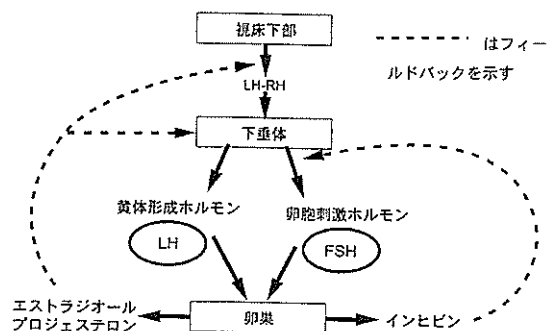 視床下部
はフィー
ルドバックを示す
LH-RH
下垂体
黄体形成ホルモン
卵胞刺激ホルモン
LH
FSH
エストラジオール
プロジェステロン
卵巣
インヒビン